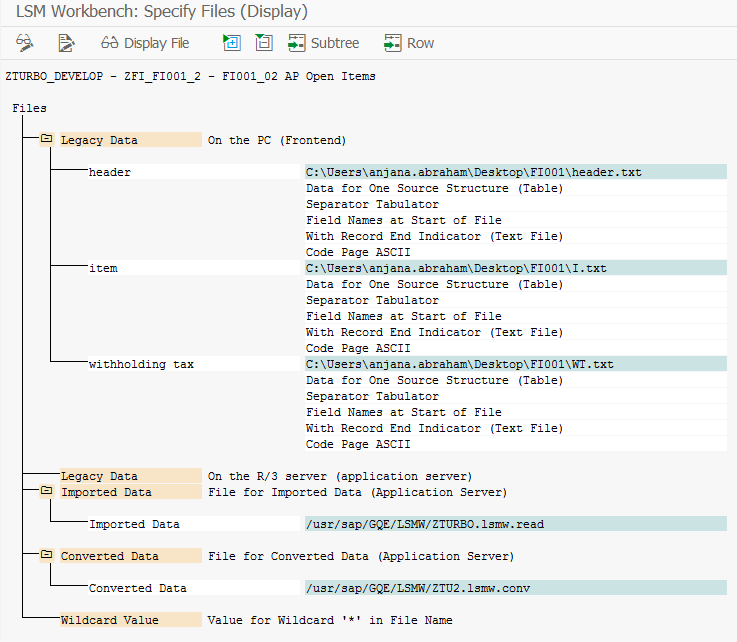 LSM Workbench: Specify Files (Display)
Display File Subtree Row
ZTURBO_DEVELOP - ZFI_FI001_2 - FI001_02 AP Open Items
Files
Legacy Data On the PC (Frontend)
header C:\Users\anjana.abraham\Desktop\FI001\header.txt
Data for One Source Structure (Table)
Separator Tabulator
Field Names at Start of File
With Record End Indicator (Text File)
Code Page ASCII
item C:\Users\anjana.abraham\Desktop\FI001\I.txt
Data for One Source Structure (Table)
Separator Tabulator
Field Names at Start of File
With Record End Indicator (Text File)
Code Page ASCII
withholding tax C:\Users\anjana.abraham\Desktop\FI001\WT.txt
Data for One Source Structure (Table)
Separator Tabulator
Field Names at Start of File
With Record End Indicator (Text File)
Code Page ASCII
Legacy Data On the R/3 server (application server)
Imported Data File for Imported Data (Application Server)
Imported Data /usr/sap/GQE/LSMW/ZTURBO.lsmw.read
Converted Data File for Converted Data (Application Server)
Converted Data /usr/sap/GQE/LSMW/ZTU2.lsmw.conv
Wildcard Value Value for Wildcard '*' in File Name